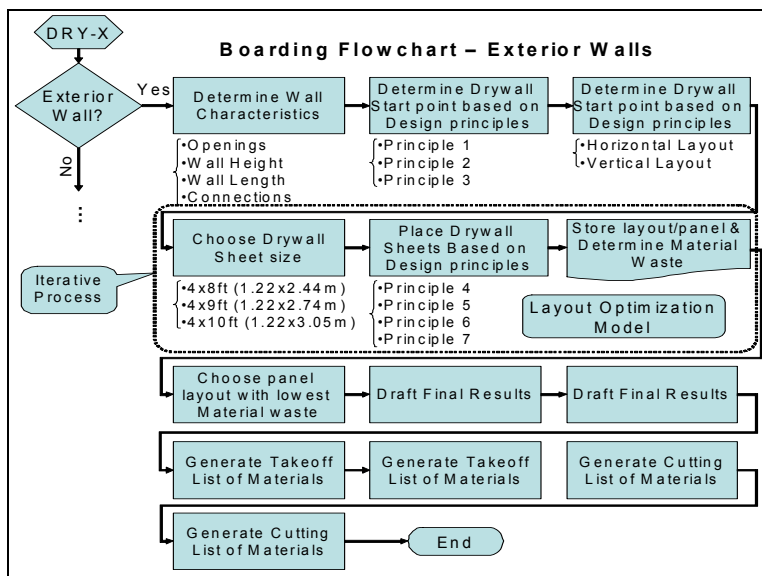 DRY-X
Boarding Flowchart – Exterior Walls
Exterior
Wall?
Yes
No
...
Determine Wall
Characteristics
•Openings
•Wall Height
•Wall Length
•Connections
Determine Drywall
Start point based on
Design principles
•Principle 1
•Principle 2
•Principle 3
Determine Drywall
Start point based on
Design principles
•Horizontal Layout
•Vertical Layout
Iterative
Process
Choose Drywall
Sheet size
•4x8ft (1.22x2.44m)
•4x9ft (1.22x2.74m)
•4x10ft (1.22x3.05m)
Place Drywall
Sheets Based on
Design principles
•Principle 4
•Principle 5
•Principle 6
•Principle 7
Store layout/panel &
Determine Material
Waste
Layout Optimization
Model
Choose panel
layout with lowest
Material waste
Draft Final Results
Draft Final Results
Generate Takeoff
List of Materials
Generate Takeoff
List of Materials
Generate Cutting
List of Materials
Generate Cutting
List of Materials
End